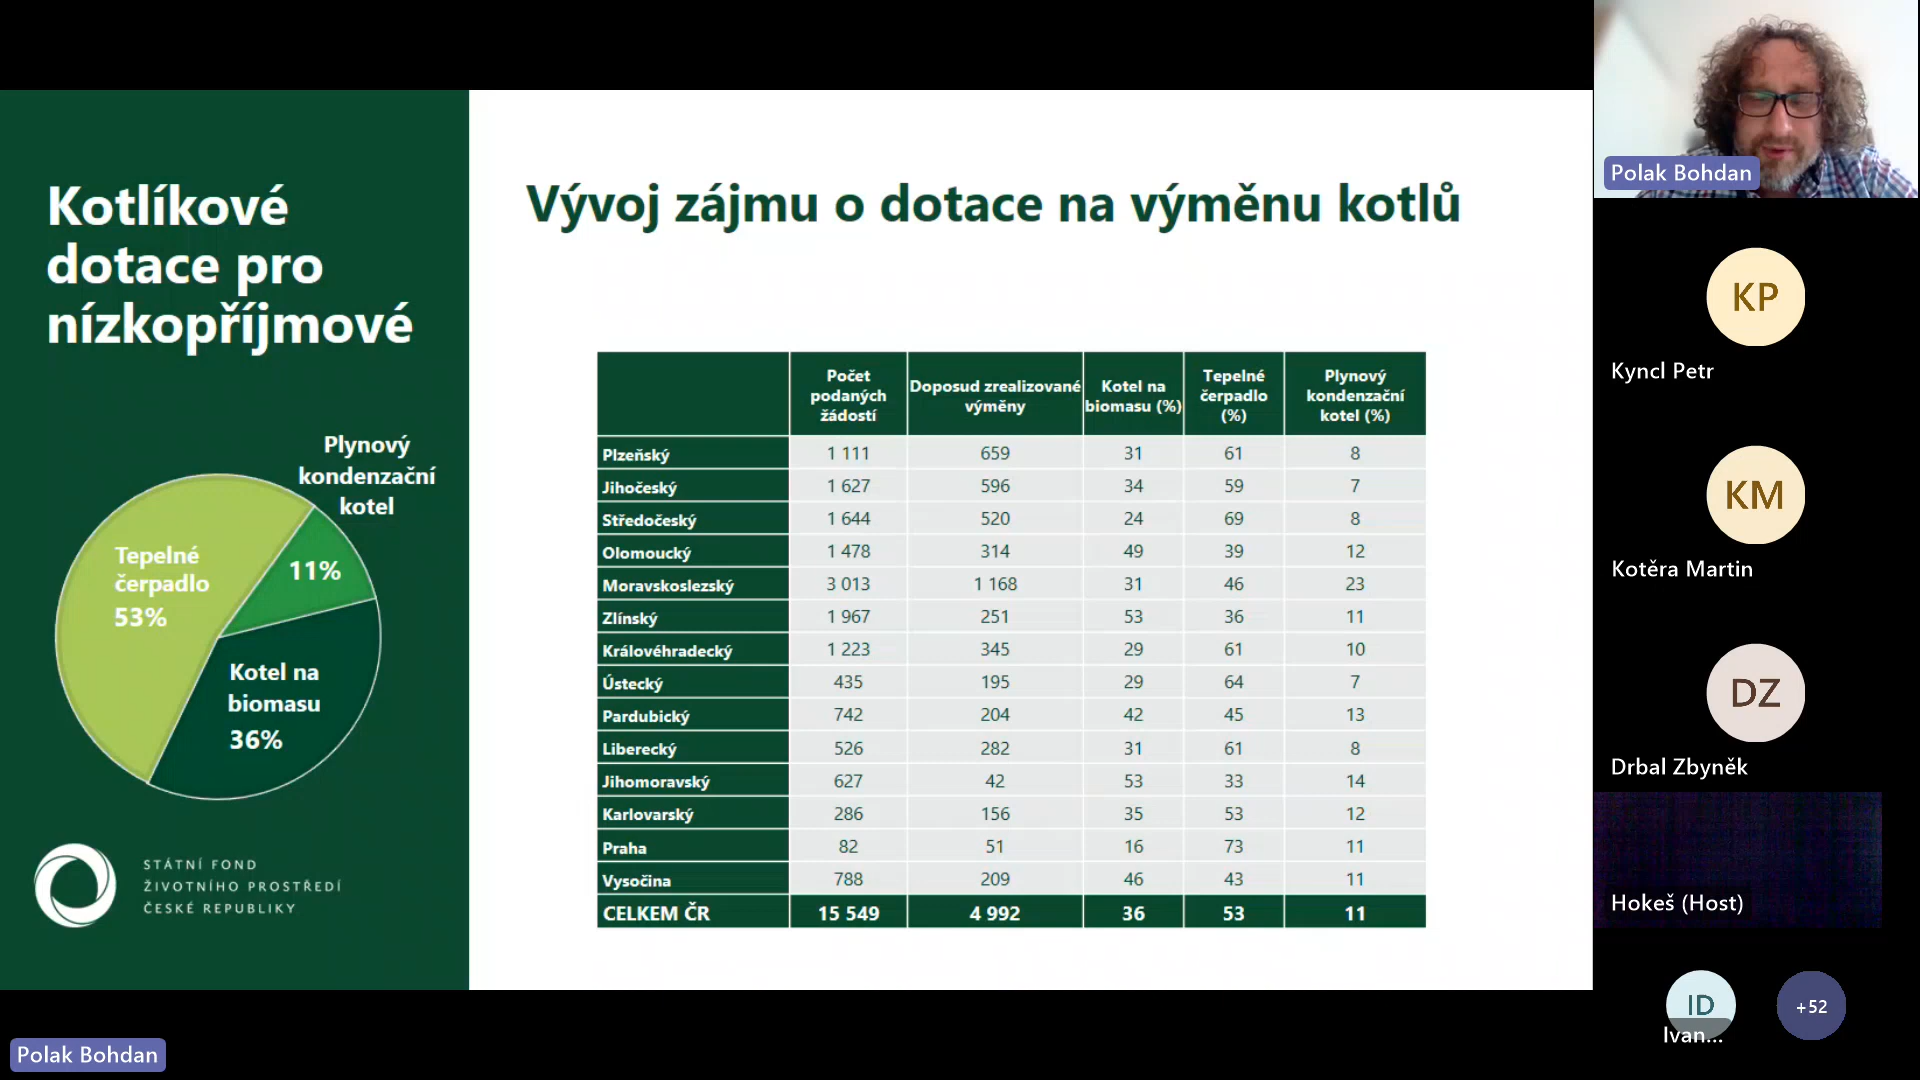 Kotlíkové
dotace pro
nízkopříjmové
Plynový
kondenzační
kotel
Tepelné
čerpadlo
53%
11%
Kotel na
biomasu
36%
STÁTNÍ FOND
ŽIVOTNÍHO PROSTŘEDÍ
ČESKÉ REPUBLIKY
Vývoj zájmu o dotace na výměnu kotlů
Počet podaných žádostí Doposud zrealizované výměny Kotel na biomasu (%) Tepelné čerpadlo (%) Plynový kondenzační kotel (%)
Plzeňský 1 111 659 31 61 8
Jihočeský 1 627 596 34 59 7
Středočeský 1 644 520 24 69 8
Olomoucký 1 478 314 49 39 12
Moravskoslezský 3 013 1 168 31 46 23
Zlínský 1 967 251 53 36 11
Královéhradecký 1 223 345 29 61 10
Ústecký 435 195 29 64 7
Pardubický 742 204 42 45 13
Liberecký 526 282 31 61 8
Jihomoravský 627 42 53 33 14
Karlovarský 286 156 35 53 12
Praha 82 51 16 73 11
Vysočina 788 209 46 43 11
CELKEM ČR 15 549 4 992 36 53 11
Polak Bohdan
KP
Kyncl Petr
KM
Kotěra Martin
DZ
Drbal Zbyněk
Hokeš (Host)
ID
Ivan...
+52
Polak Bohdan